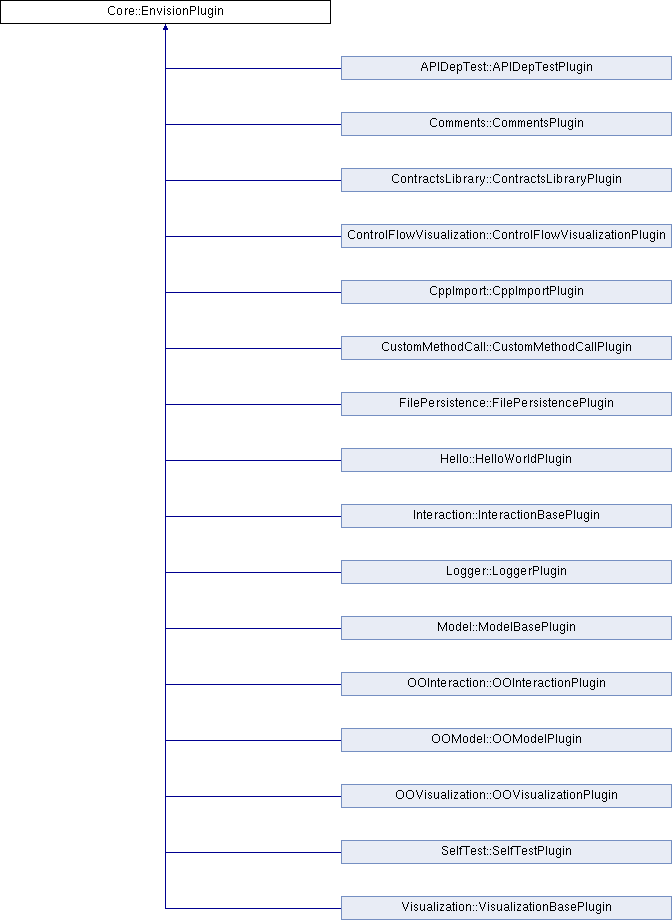 Core::EnvisionPlugin
APIDepTest::APIDepTestPlugin
Comments::CommentsPlugin
ContractsLibrary::ContractsLibraryPlugin
ControlFlowVisualization::ControlFlowVisualizationPlugin
CppImport::CppImportPlugin
CustomMethodCall::CustomMethodCallPlugin
FilePersistence::FilePersistencePlugin
Hello::HelloWorldPlugin
Interaction::InteractionBasePlugin
Logger::LoggerPlugin
Model::ModelBasePlugin
OOInteraction::OOInteractionPlugin
OOModel::OOModelPlugin
OOVisualization::OOVisualizationPlugin
SelfTest::SelfTestPlugin
Visualization::VisualizationBasePlugin